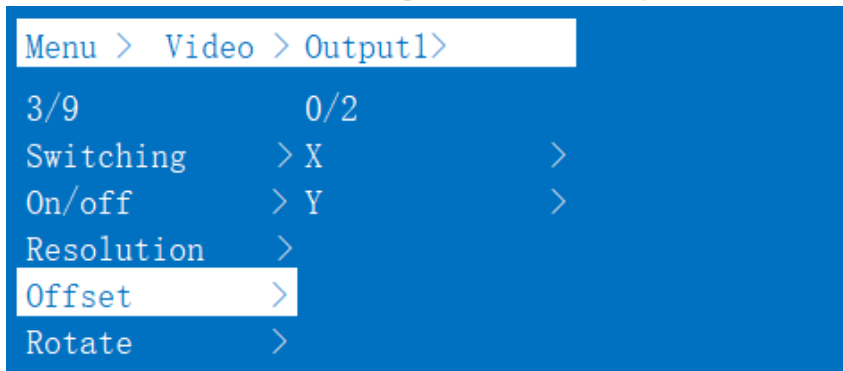 Menu > Video > Output1>
3/9 0/2
Switching > X >
On/off > Y >
Resolution >
Offset >
Rotate >